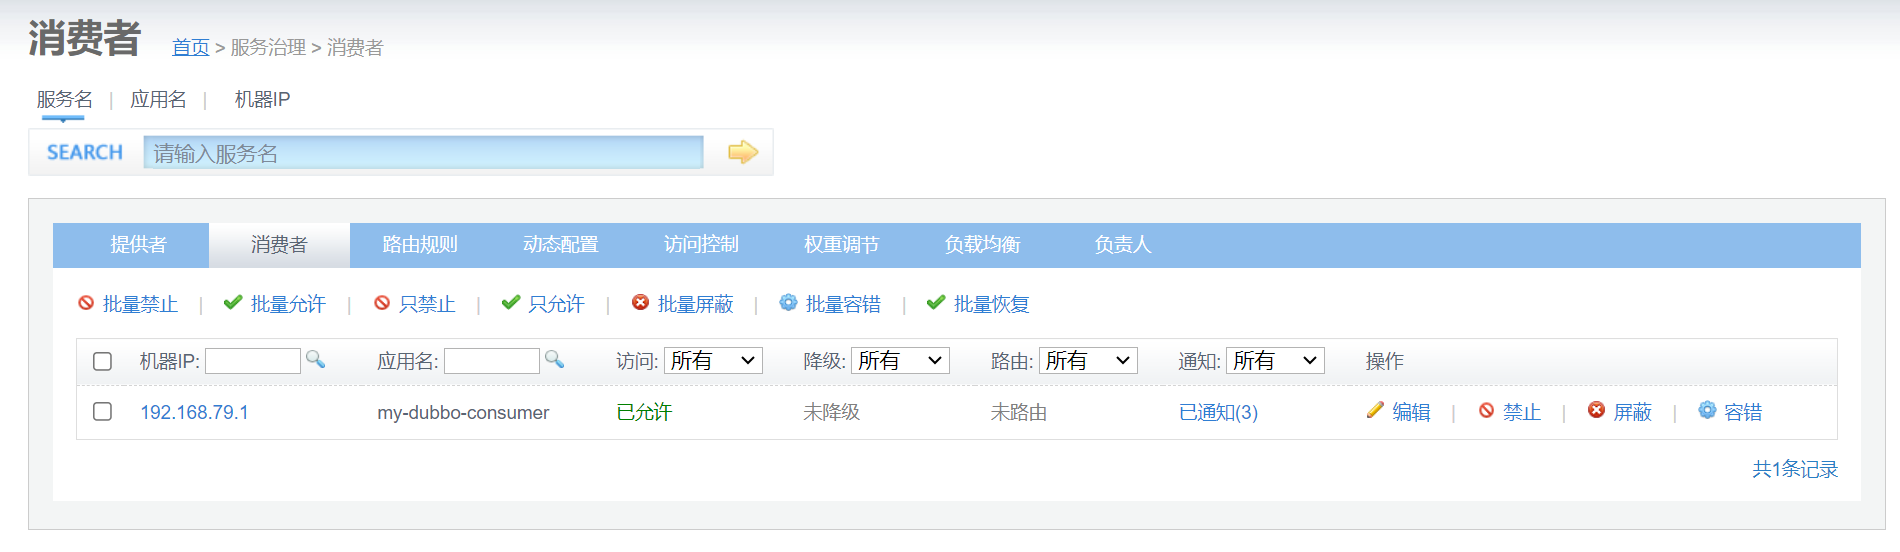 消费者 首页 > 服务治理 > 消费者
服务名 | 应用名 | 机器IP
SEARCH 请输入服务名
提供者 消费者 路由规则 动态配置 访问控制 权重调节 负载均衡 负责人
批量禁止 | 批量允许 | 只禁止 | 只允许 | 批量屏蔽 | 批量容错 | 批量恢复
机器IP: 应用名: 访问: 所有 降级: 所有 路由: 所有 通知: 所有 操作
192.168.79.1 my-dubbo-consumer 已允许 未降级 未路由 已通知(3) 编辑 | 禁止 | 屏蔽 | 容错
共1条记录